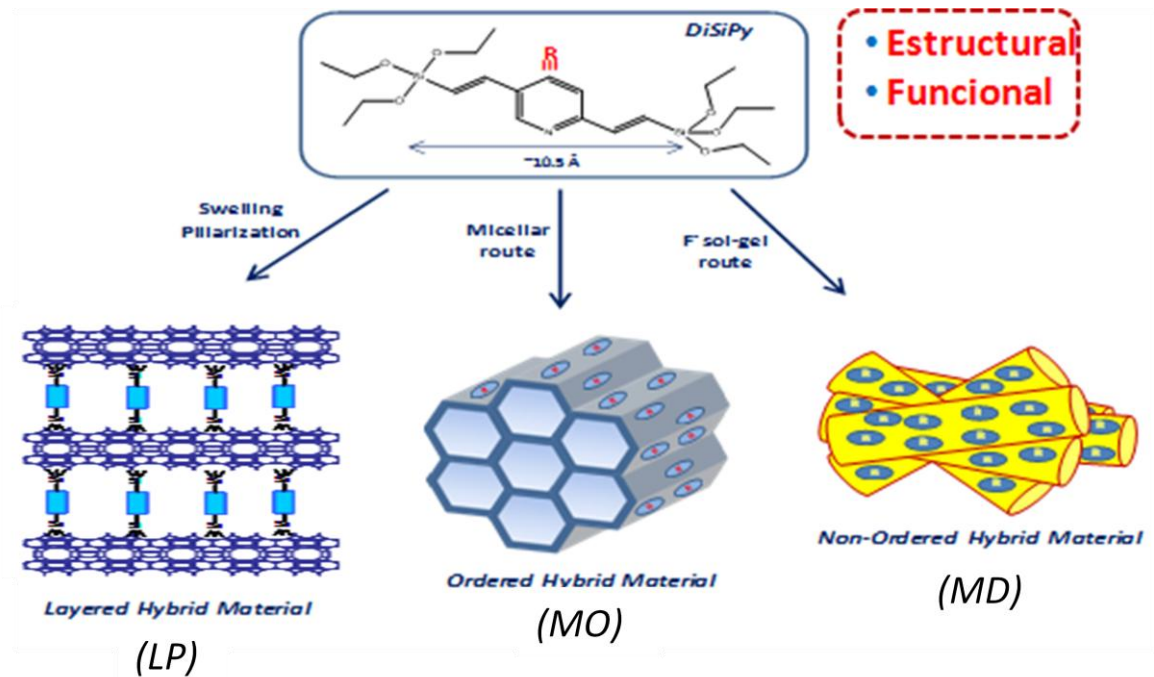 DiSiPy
R
~10.5 Å
• Estructural
• Funcional
Swelling
Pillarization
Micellar
route
F⁻ sol-gel
route
Layered Hybrid Material
(LP)
Ordered Hybrid Material
(MO)
Non-Ordered Hybrid Material
(MD)